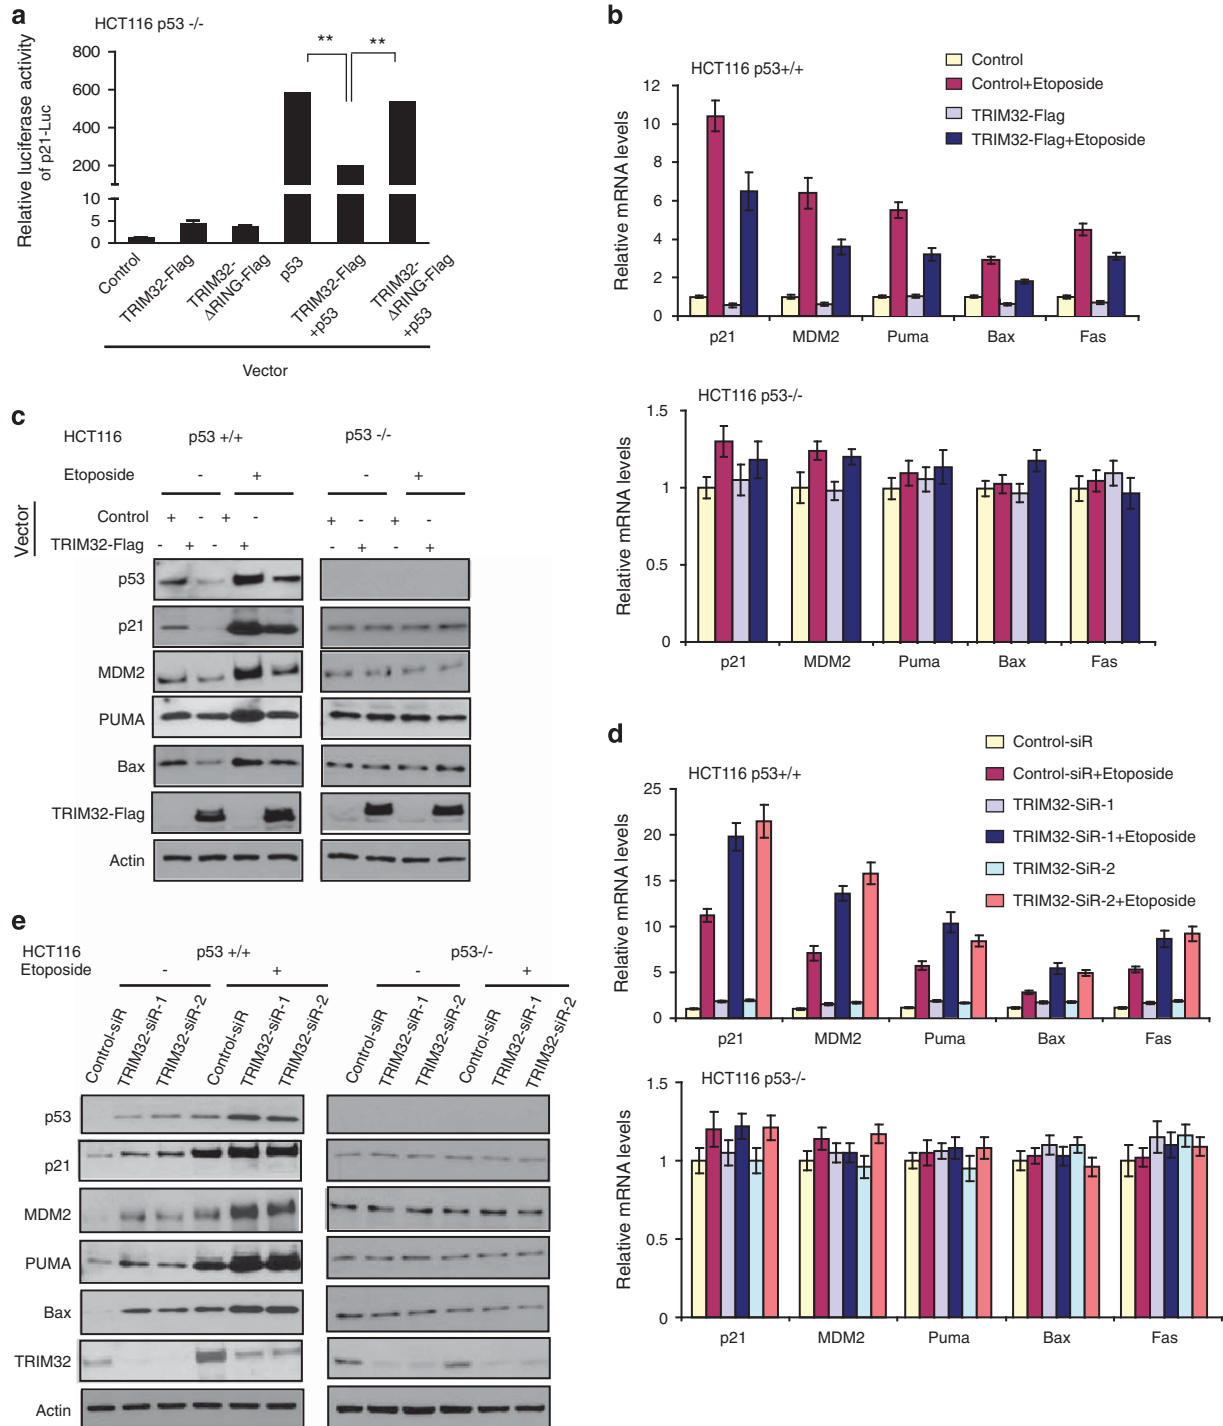 a
HCT116 p53 -/-
Relative luciferase activity
of p21-Luc
800
600
400
200
10
5
0
**
**
Control
TRIM32-Flag
TRIM32-
ΔRING-Flag
p53
TRIM32-Flag
+p53
TRIM32-
ΔRING-Flag
+p53
Vector
b
HCT116 p53+/+
Control
Control+Etoposide
TRIM32-Flag
TRIM32-Flag+Etoposide
Relative mRNA levels
12
10
8
6
4
2
0
p21
MDM2
Puma
Bax
Fas
HCT116 p53-/-
Relative mRNA levels
1.5
1
0.5
0
p21
MDM2
Puma
Bax
Fas
c
HCT116
p53 +/+
p53 -/-
Etoposide
-
+
-
+
Vector
Control
+ - + -
+ - + -
TRIM32-Flag
- + - +
- + - +
p53
p21
MDM2
PUMA
Bax
TRIM32-Flag
Actin
d
HCT116 p53+/+
Control-siR
Control-siR+Etoposide
TRIM32-SiR-1
TRIM32-SiR-1+Etoposide
TRIM32-SiR-2
TRIM32-SiR-2+Etoposide
Relative mRNA levels
25
20
15
10
5
0
p21
MDM2
Puma
Bax
Fas
HCT116 p53-/-
Relative mRNA levels
1.5
1
0.5
0
p21
MDM2
Puma
Bax
Fas
e
HCT116
p53 +/+
p53-/-
Etoposide
-
+
-
+
Control-siR
TRIM32-siR-1
TRIM32-siR-2
Control-siR
TRIM32-siR-1
TRIM32-siR-2
Control-siR
TRIM32-siR-1
TRIM32-siR-2
Control-siR
TRIM32-siR-1
TRIM32-siR-2
p53
p21
MDM2
PUMA
Bax
TRIM32
Actin